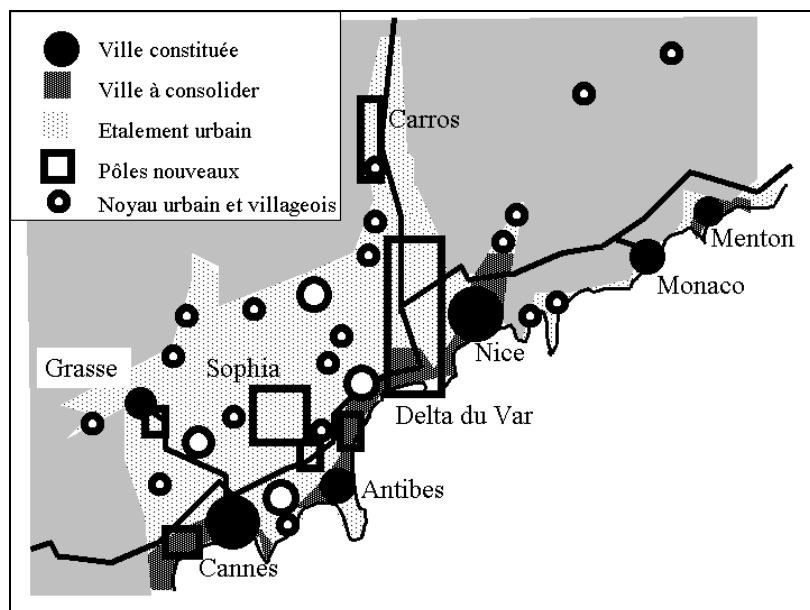 Ville constituée
Ville à consolider
Etalement urbain
Pôles nouveaux
Noyau urbain et villageois
Carros
Menton
Monaco
Nice
Grasse
Sophia
Delta du Var
Antibes
Cannes